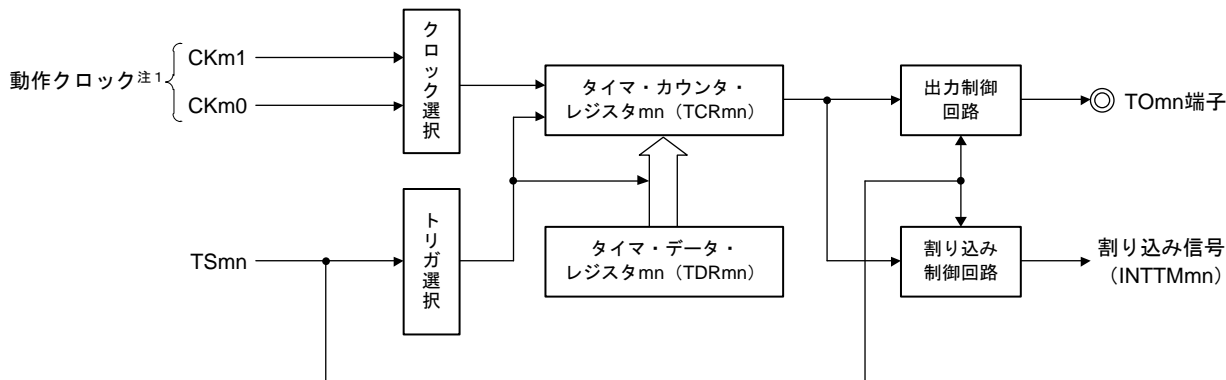 動作クロック注1
CKm1
CKm0
クロック選択
タイマ・カウンタ・
レジスタmn（TCRmn）
出力制御
回路
TOmn端子
TSmn
トリガ選択
タイマ・データ・
レジスタmn（TDRmn）
割り込み
制御回路
割り込み信号
（INTTMmn）